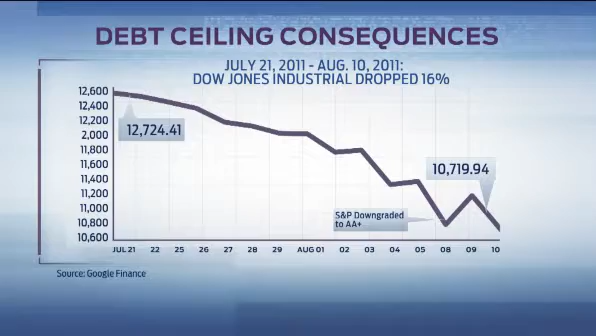 DEBT CEILING CONSEQUENCES
JULY 21, 2011 - AUG. 10, 2011:
DOW JONES INDUSTRIAL DROPPED 16%
12,600
12,400
12,200
2,000
11,800
11,600
11,400
11,200
11,000
10,800
10,600
12,724.41
10,719.94
S&P Downgraded
to AA+
JUL 21 22 25 26 27 28 29 AUG 01 02 03 04 05 08 09 10
Source: Google Finance